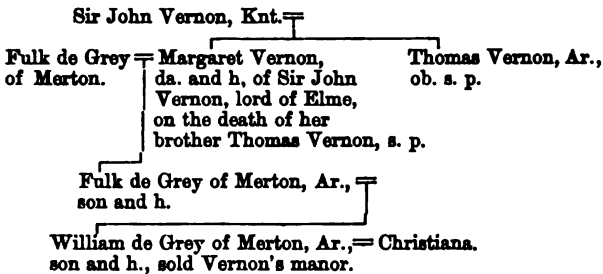 Sir John Vernon, Knt.
Fulk de Grey
of Merton.
Margaret Vernon,
da. and h, of Sir John
Vernon, lord of Elme,
on the death of her
brother Thomas Vernon, s. p.
Thomas Vernon, Ar.,
ob. s. p.
Fulk de Grey of Merton, Ar.,
son and h.
William de Grey of Merton, Ar., Christiana.
son and h., sold Vernon's manor.